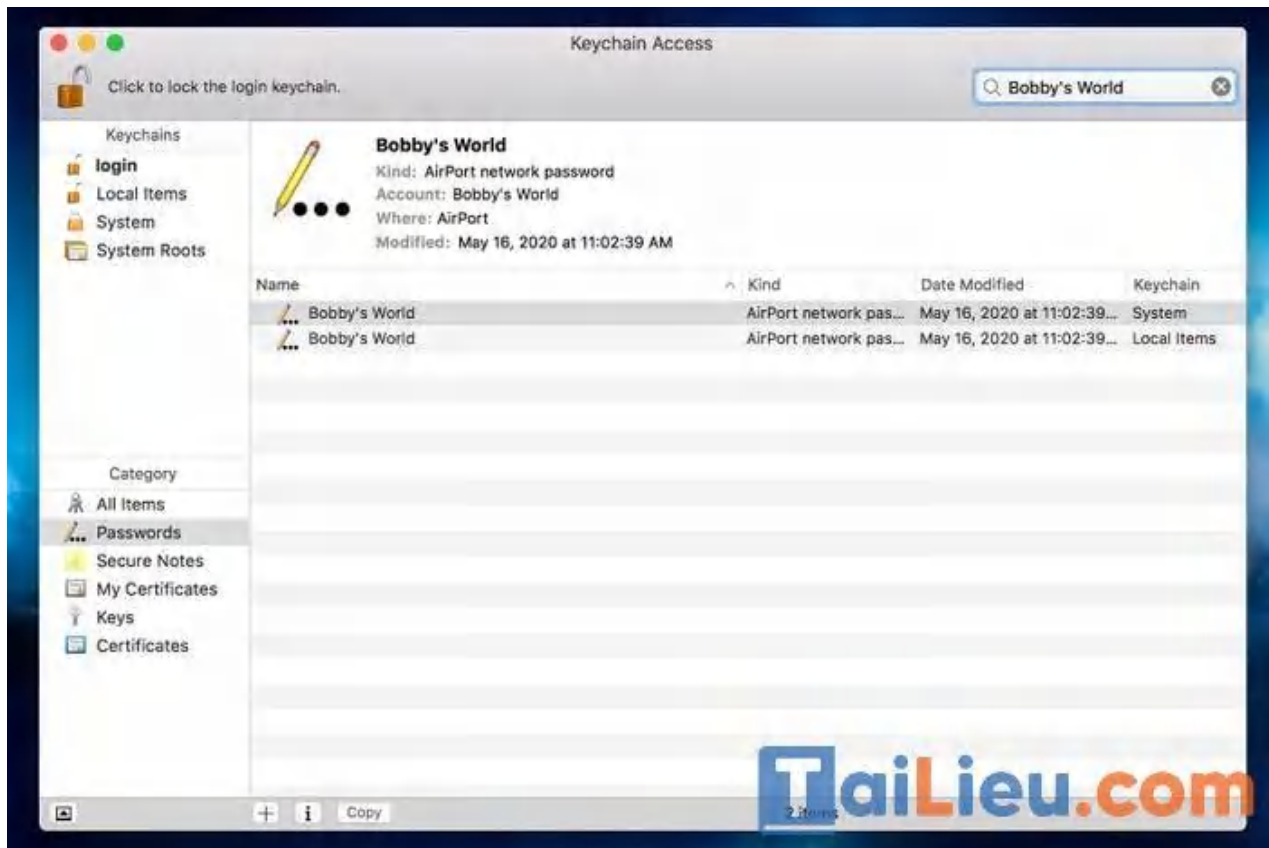 Keychain Access
Click to lock the login keychain.
Bobby's World
Keychains
login
Local Items
System
System Roots
Bobby's World
Kind: AirPort network password
Account: Bobby's World
Where: AirPort
Modified: May 16, 2020 at 11:02:39 AM
Name Kind Date Modified Keychain
Bobby's World AirPort network pas... May 16, 2020 at 11:02:39... System
Bobby's World AirPort network pas... May 16, 2020 at 11:02:39... Local Items
Category
All Items
Passwords
Secure Notes
My Certificates
Keys
Certificates
+ i Copy 2 items
TaiLieu.com